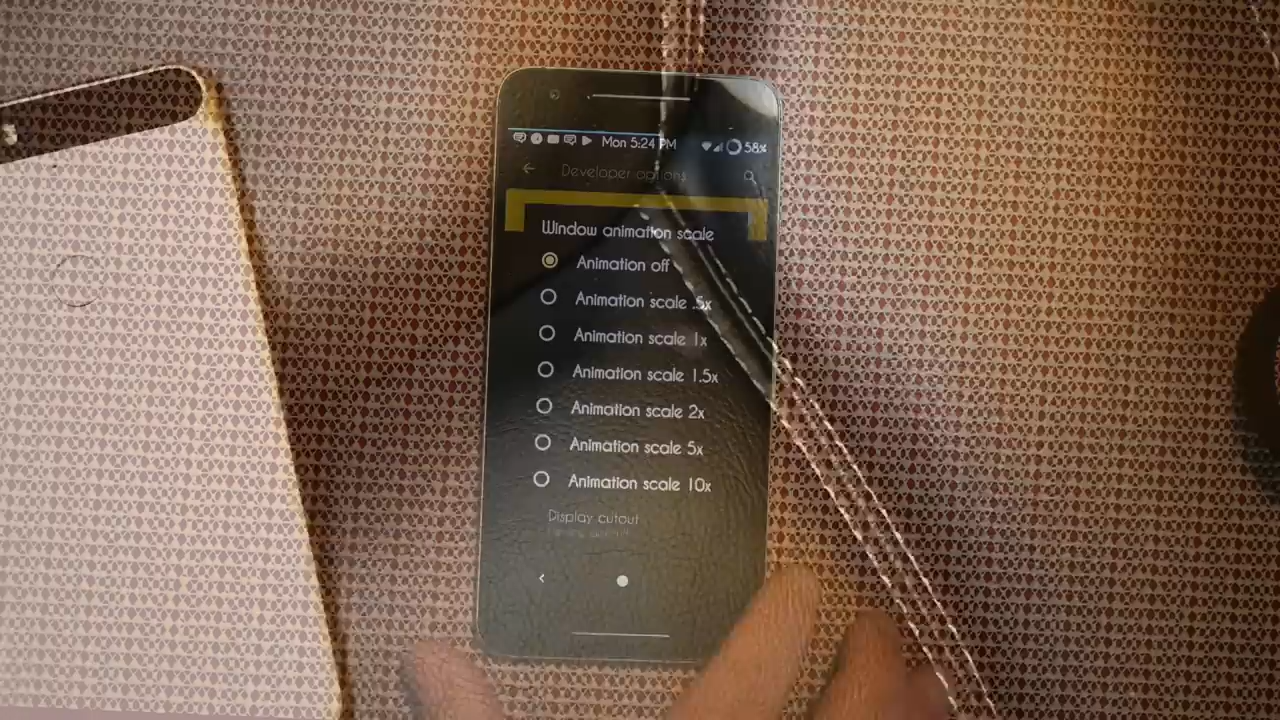 Mon 5:24 PM 58%
Developer options
Window animation scale
Animation off
Animation scale .5x
Animation scale 1x
Animation scale 1.5x
Animation scale 2x
Animation scale 5x
Animation scale 10x
Display cutout